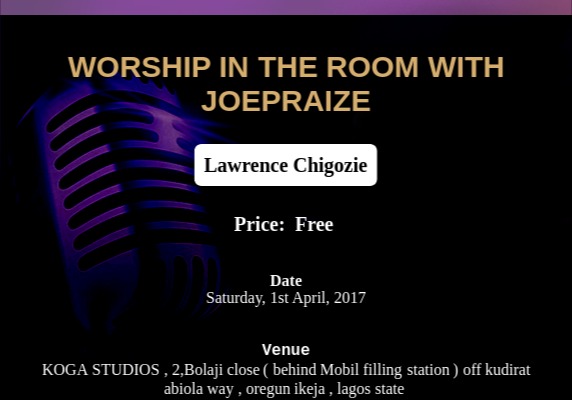 WORSHIP IN THE ROOM WITH
JOEPRAIZE
Lawrence Chigozie
Price:  Free
Date
Saturday, 1st April, 2017
Venue
KOGA STUDIOS , 2,Bolaji close ( behind Mobil filling station ) off kudirat
abiola way , oregun ikeja , lagos state